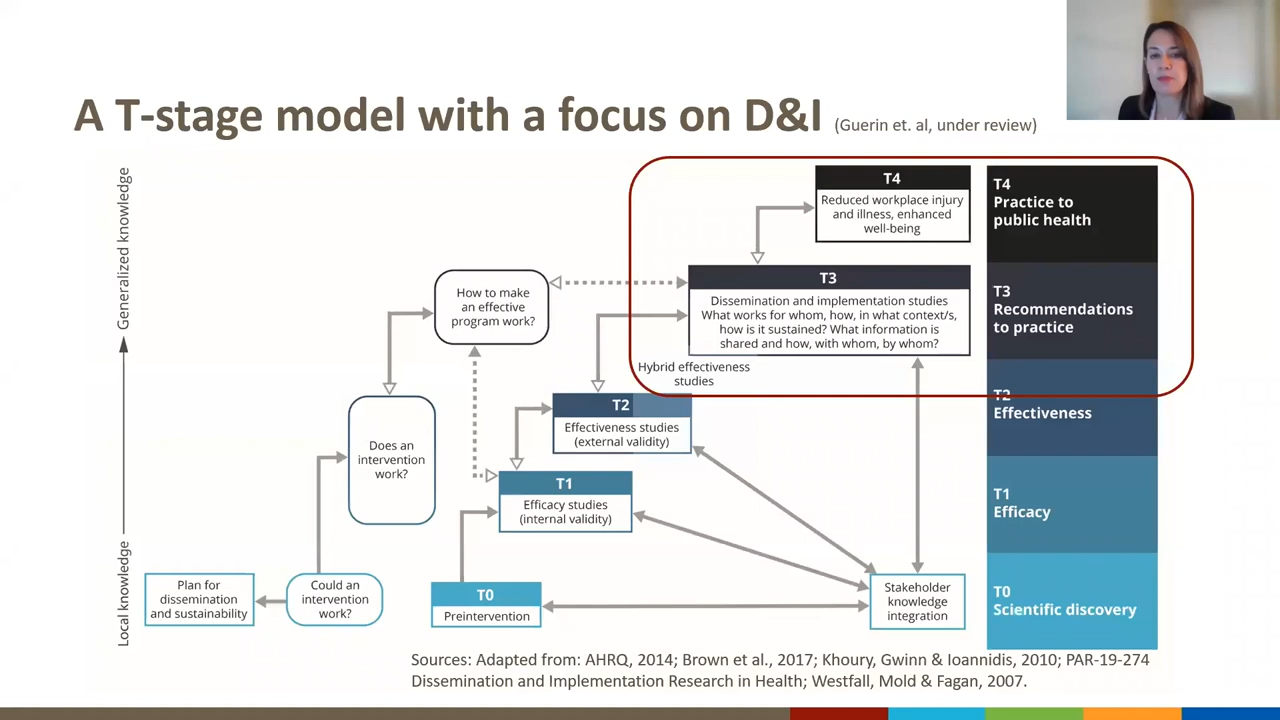 A T-stage model with a focus on D&I (Guerin et. al, under review)
Generalized knowledge
Local knowledge
T4
Reduced workplace injury
and illness, enhanced
well-being
T4
Practice to
public health
How to make
an effective
program work?
T3
Dissemination and implementation studies
What works for whom, how, in what context/s,
how is it sustained? What information is
shared and how, with whom, by whom?
T3
Recommendations
to practice
Hybrid effectiveness
studies
Does an
intervention
work?
T2
Effectiveness studies
(external validity)
T2
Effectiveness
T1
Efficacy studies
(internal validity)
T1
Efficacy
Plan for
dissemination
and sustainability
Could an
intervention
work?
T0
Preintervention
Stakeholder
knowledge
integration
T0
Scientific discovery
Sources: Adapted from: AHRQ, 2014; Brown et al., 2017; Khoury, Gwinn & Ioannidis, 2010; PAR-19-274
Dissemination and Implementation Research in Health; Westfall, Mold & Fagan, 2007.